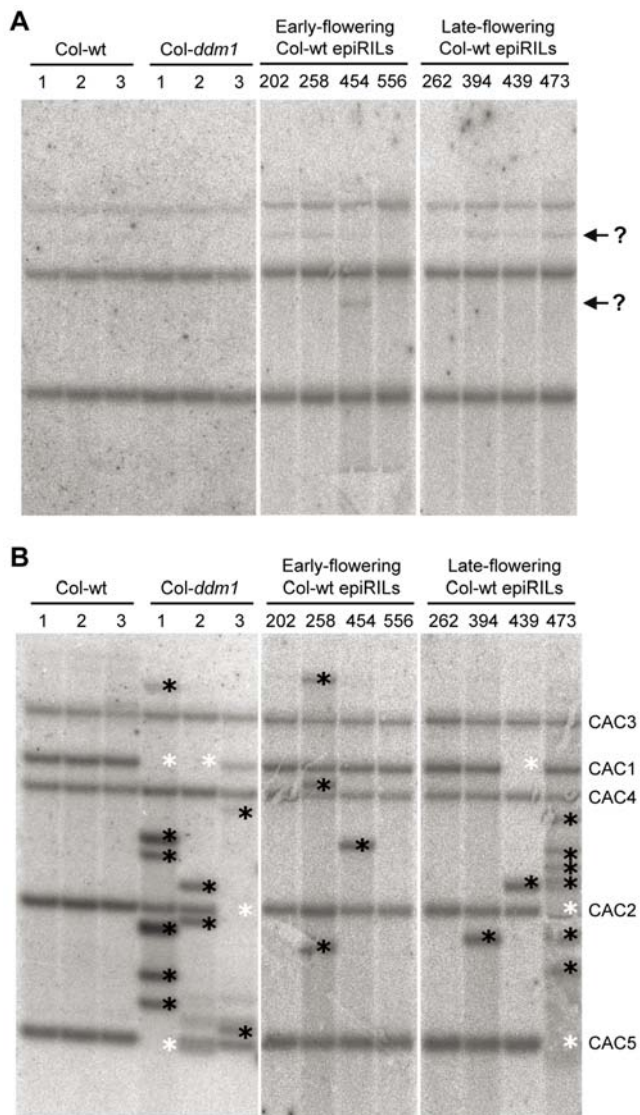 A
Col-wt
Col-ddm1
Early-flowering
Col-wt epiRILs
Late-flowering
Col-wt epiRILs
1 2 3 1 2 3 202 258 454 556 262 394 439 473
?
?
B
Col-wt
Col-ddm1
Early-flowering
Col-wt epiRILs
Late-flowering
Col-wt epiRILs
1 2 3 1 2 3 202 258 454 556 262 394 439 473
* * CAC3
* * * CAC1
* CAC4
* *
* * *
* *
* * * *
* * CAC2
* *
* * *
* *
*
* * * CAC5